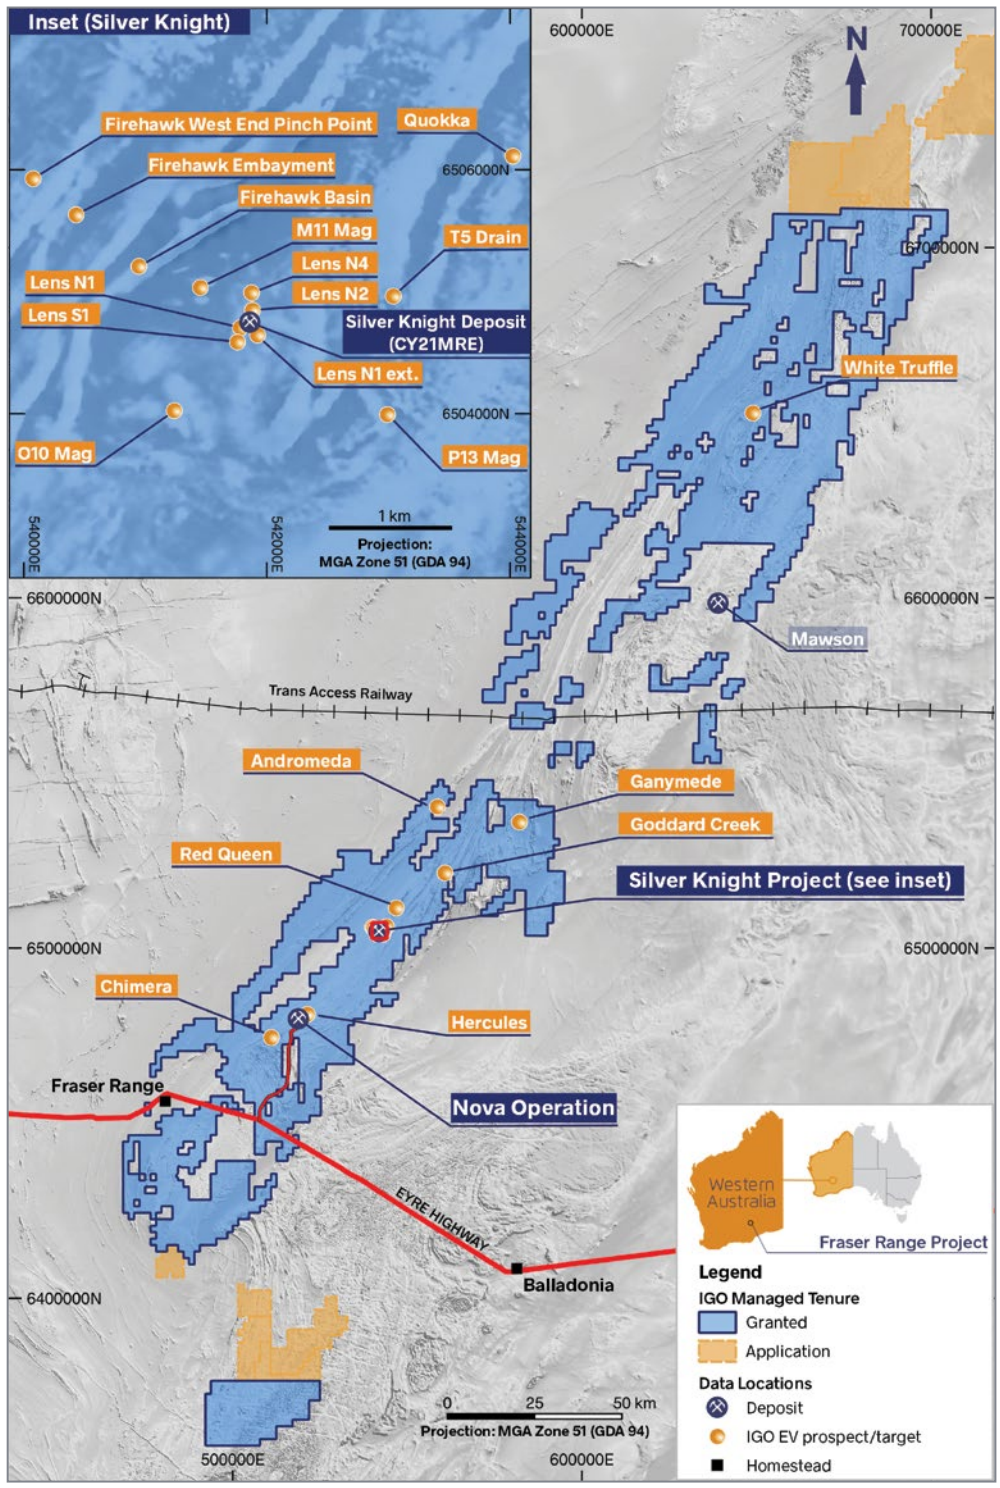 Inset (Silver Knight)
600000E
700000E
N
Firehawk West End Pinch Point
Quokka
Firehawk Embayment
6506000N
Firehawk Basin
M11 Mag
T5 Drain
Lens N4
Lens N1
Lens N2
Lens S1
Silver Knight Deposit
(CY21MRE)
Lens N1 ext.
6504000N
O10 Mag
P13 Mag
1 km
Projection:
MGA Zone 51 (GDA 94)
5400000E
542000E
5440000E
6700000N
White Truffle
6600000N
6600000N
Mawson
Trans Access Railway
Andromeda
Ganymede
Goddard Creek
Red Queen
Silver Knight Project (see inset)
6500000N
6500000N
Chimera
Hercules
Fraser Range
Nova Operation
EYRE HIGHWAY
Balladonia
6400000N
0 25 50 km
Projection: MGA Zone 51 (GDA 94)
500000E
600000E
Western
Australia
Fraser Range Project
Legend
IGO Managed Tenure
Granted
Application
Data Locations
Deposit
IGO EV prospect/target
Homestead